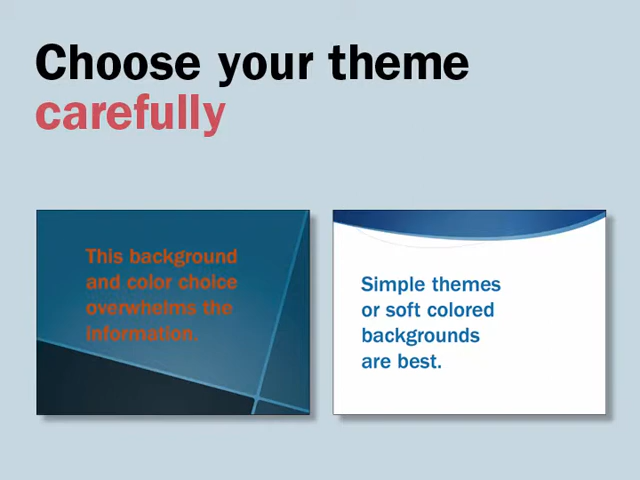 Choose your theme
carefully
This background
and color choice
overwhelms the
information.
Simple themes
or soft colored
backgrounds
are best.